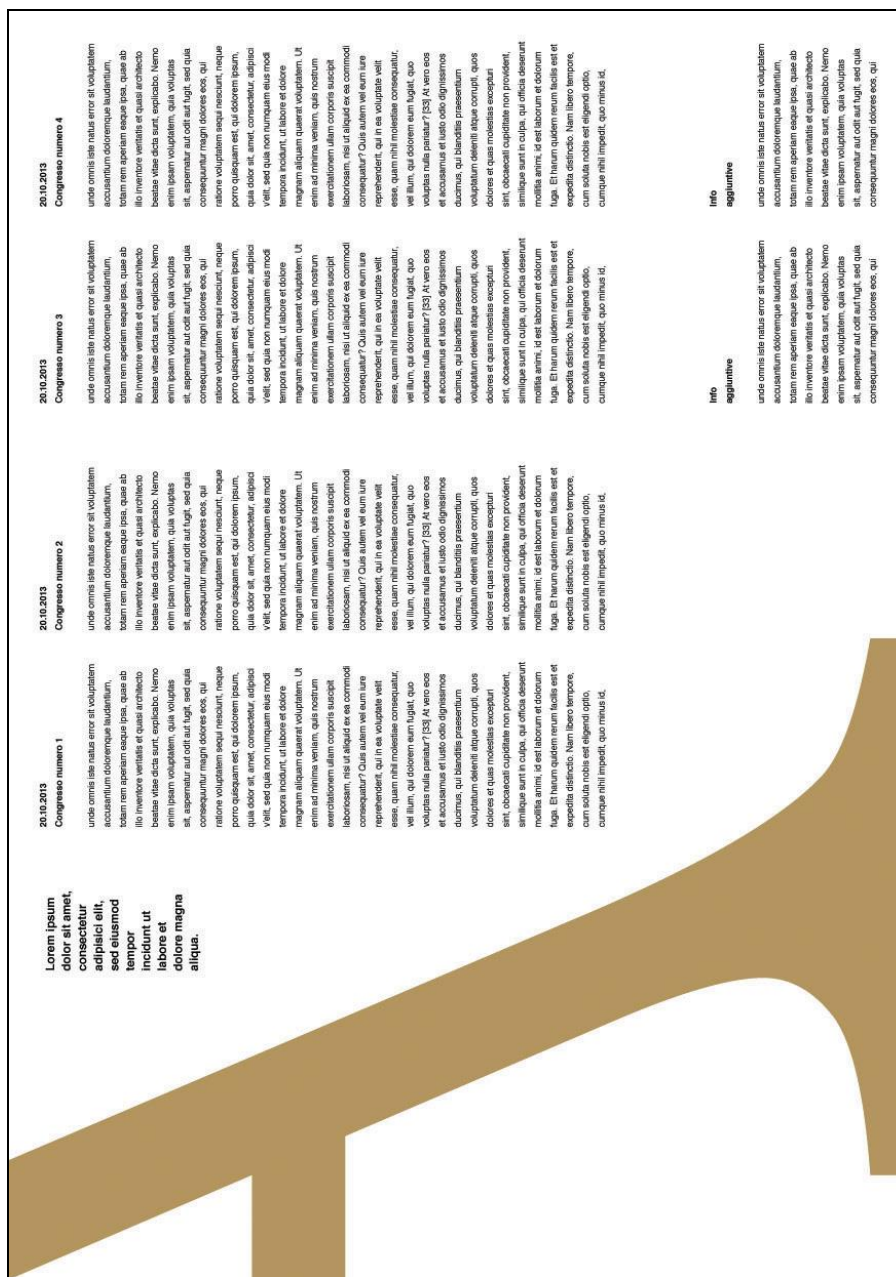 Lorem ipsum
dolor sit amet,
consectetur
adipisici elit,
sed eiusmod
tempor
incidunt ut
labore et
dolore magna
aliqua.
20.10.2013
Congresso numero 1
unde omnis iste natus error sit voluptatem
accusantium doloremque laudantium,
totam rem aperiam eaque ipsa, quae ab
illo inventore veritatis et quasi architecto
beatae vitae dicta sunt, explicabo. Nemo
enim ipsam voluptatem, quia voluptas
sit, aspernatur aut odit aut fugit, sed quia
consequuntur magni dolores eos, qui
ratione voluptatem sequi nesciunt, neque
porro quisquam est, qui dolorem ipsum,
quia dolor sit, amet, consectetur, adipisci
v'elit, sed quia non numquam eius modi
tempora incidunt, ut labore et dolore
magnam aliquam quaerat voluptatem. Ut
enim ad minima veniam, quis nostrum
exercitationem ullam corporis suscipit
laboriosam, nisi ut aliquid ex ea commodi
consequatur? Quis autem vel eum iure
reprehenderit, qui in ea voluptate velit
esse, quam nihil molestiae consequatur,
vel illum, qui dolorem eum fugiat, quo
voluptas nulla pariatur? [33] At vero eos
et accusamus et iusto odio dignissimos
ducimus, qui blanditiis praesentium
voluptatum deleniti atque corrupti, quos
dolores et quas molestias excepturi
sint, obcaecati cupiditate non provident,
similique sunt in culpa, qui officia deserunt
mollitia animi, id est laborum et dolorum
fuga. Et harum quidem rerum facilis est et
expedita distinctio. Nam libero tempore,
cum soluta nobis est eligendi optio,
cumque nihil impedit, quo minus id,
20.10.2013
Congresso numero 2
unde omnis iste natus error sit voluptatem
accusantium doloremque laudantium,
totam rem aperiam eaque ipsa, quae ab
illo inventore veritatis et quasi architecto
beatae vitae dicta sunt, explicabo. Nemo
enim ipsam voluptatem, quia voluptas
sit, aspernatur aut odit aut fugit, sed quia
consequuntur magni dolores eos, qui
ratione voluptatem sequi nesciunt, neque
porro quisquam est, qui dolorem ipsum,
quia dolor sit, amet, consectetur, adipisci
v'elit, sed quia non numquam eius modi
tempora incidunt, ut labore et dolore
magnam aliquam quaerat voluptatem. Ut
enim ad minima veniam, quis nostrum
exercitationem ullam corporis suscipit
laboriosam, nisi ut aliquid ex ea commodi
consequatur? Quis autem vel eum iure
reprehenderit, qui in ea voluptate velit
esse, quam nihil molestiae consequatur,
vel illum, qui dolorem eum fugiat, quo
voluptas nulla pariatur? [33] At vero eos
et accusamus et iusto odio dignissimos
ducimus, qui blanditiis praesentium
voluptatum deleniti atque corrupti, quos
dolores et quas molestias excepturi
sint, obcaecati cupiditate non provident,
similique sunt in culpa, qui officia deserunt
mollitia animi, id est laborum et dolorum
fuga. Et harum quidem rerum facilis est et
expedita distinctio. Nam libero tempore,
cum soluta nobis est eligendi optio,
cumque nihil impedit, quo minus id,
20.10.2013
Congresso numero 3
unde omnis iste natus error sit voluptatem
accusantium doloremque laudantium,
totam rem aperiam eaque ipsa, quae ab
illo inventore veritatis et quasi architecto
beatae vitae dicta sunt, explicabo. Nemo
enim ipsam voluptatem, quia voluptas
sit, aspernatur aut odit aut fugit, sed quia
consequuntur magni dolores eos, qui
ratione voluptatem sequi nesciunt, neque
porro quisquam est, qui dolorem ipsum,
quia dolor sit, amet, consectetur, adipisci
v'elit, sed quia non numquam eius modi
tempora incidunt, ut labore et dolore
magnam aliquam quaerat voluptatem. Ut
enim ad minima veniam, quis nostrum
exercitationem ullam corporis suscipit
laboriosam, nisi ut aliquid ex ea commodi
consequatur? Quis autem vel eum iure
reprehenderit, qui in ea voluptate velit
esse, quam nihil molestiae consequatur,
vel illum, qui dolorem eum fugiat, quo
voluptas nulla pariatur? [33] At vero eos
et accusamus et iusto odio dignissimos
ducimus, qui blanditiis praesentium
voluptatum deleniti atque corrupti, quos
dolores et quas molestias excepturi
sint, obcaecati cupiditate non provident,
similique sunt in culpa, qui officia deserunt
mollitia animi, id est laborum et dolorum
fuga. Et harum quidem rerum facilis est et
expedita distinctio. Nam libero tempore,
cum soluta nobis est eligendi optio,
cumque nihil impedit, quo minus id,
20.10.2013
Congresso numero 4
unde omnis iste natus error sit voluptatem
accusantium doloremque laudantium,
totam rem aperiam eaque ipsa, quae ab
illo inventore veritatis et quasi architecto
beatae vitae dicta sunt, explicabo. Nemo
enim ipsam voluptatem, quia voluptas
sit, aspernatur aut odit aut fugit, sed quia
consequuntur magni dolores eos, qui
ratione voluptatem sequi nesciunt, neque
porro quisquam est, qui dolorem ipsum,
quia dolor sit, amet, consectetur, adipisci
v'elit, sed quia non numquam eius modi
tempora incidunt, ut labore et dolore
magnam aliquam quaerat voluptatem. Ut
enim ad minima veniam, quis nostrum
exercitationem ullam corporis suscipit
laboriosam, nisi ut aliquid ex ea commodi
consequatur? Quis autem vel eum iure
reprehenderit, qui in ea voluptate velit
esse, quam nihil molestiae consequatur,
vel illum, qui dolorem eum fugiat, quo
voluptas nulla pariatur? [33] At vero eos
et accusamus et iusto odio dignissimos
ducimus, qui blanditiis praesentium
voluptatum deleniti atque corrupti, quos
dolores et quas molestias excepturi
sint, obcaecati cupiditate non provident,
similique sunt in culpa, qui officia deserunt
mollitia animi, id est laborum et dolorum
fuga. Et harum quidem rerum facilis est et
expedita distinctio. Nam libero tempore,
cum soluta nobis est eligendi optio,
cumque nihil impedit, quo minus id,
Info
aggiuntive
unde omnis iste natus error sit voluptatem
accusantium doloremque laudantium,
totam rem aperiam eaque ipsa, quae ab
illo inventore veritatis et quasi architecto
beatae vitae dicta sunt, explicabo. Nemo
enim ipsam voluptatem, quia voluptas
sit, aspernatur aut odit aut fugit, sed quia
consequuntur magni dolores eos, qui
Info
aggiuntive
unde omnis iste natus error sit voluptatem
accusantium doloremque laudantium,
totam rem aperiam eaque ipsa, quae ab
illo inventore veritatis et quasi architecto
beatae vitae dicta sunt, explicabo. Nemo
enim ipsam voluptatem, quia voluptas
sit, aspernatur aut odit aut fugit, sed quia
consequuntur magni dolores eos, qui